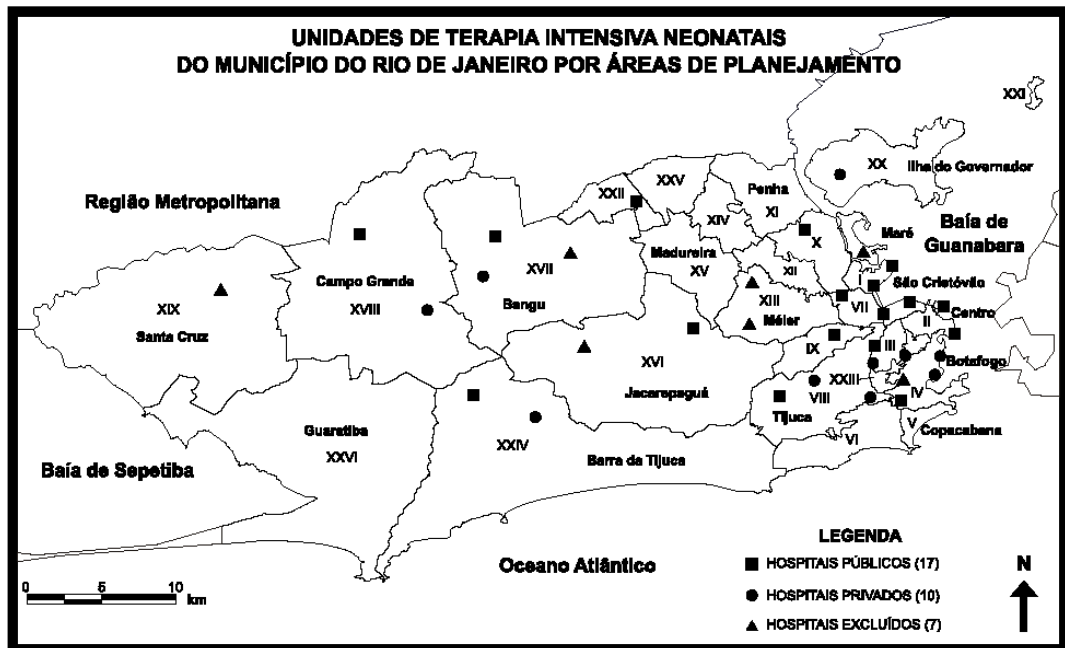 UNIDADES DE TERAPIA INTENSIVA NEONATAIS
DO MUNICÍPIO DO RIO DE JANEIRO POR ÁREAS DE PLANEJAMENTO
XXI
XX
Ilha do Governador
Região Metropolitana
XXII
XXV
Penha
XI
XIV
X
Maré
Baía de
Guanabara
Madureira
XV
XII
I
São Cristóvão
XVII
Bangu
Campo Grande
XVIII
XIX
Santa Cruz
XIII
Méier
VII
II
Centro
XVI
Jacarepaguá
IX
III
XXIII
Botafogo
VIII
Tijuca
IV
V
Copacabana
VI
Guaratiba
XXVI
XXIV
Barra da Tijuca
Baía de Sepetiba
Oceano Atlântico
LEGENDA
HOSPITAIS PÚBLICOS (17)
HOSPITAIS PRIVADOS (10)
HOSPITAIS EXCLUÍDOS (7)
N
0 5 10
km